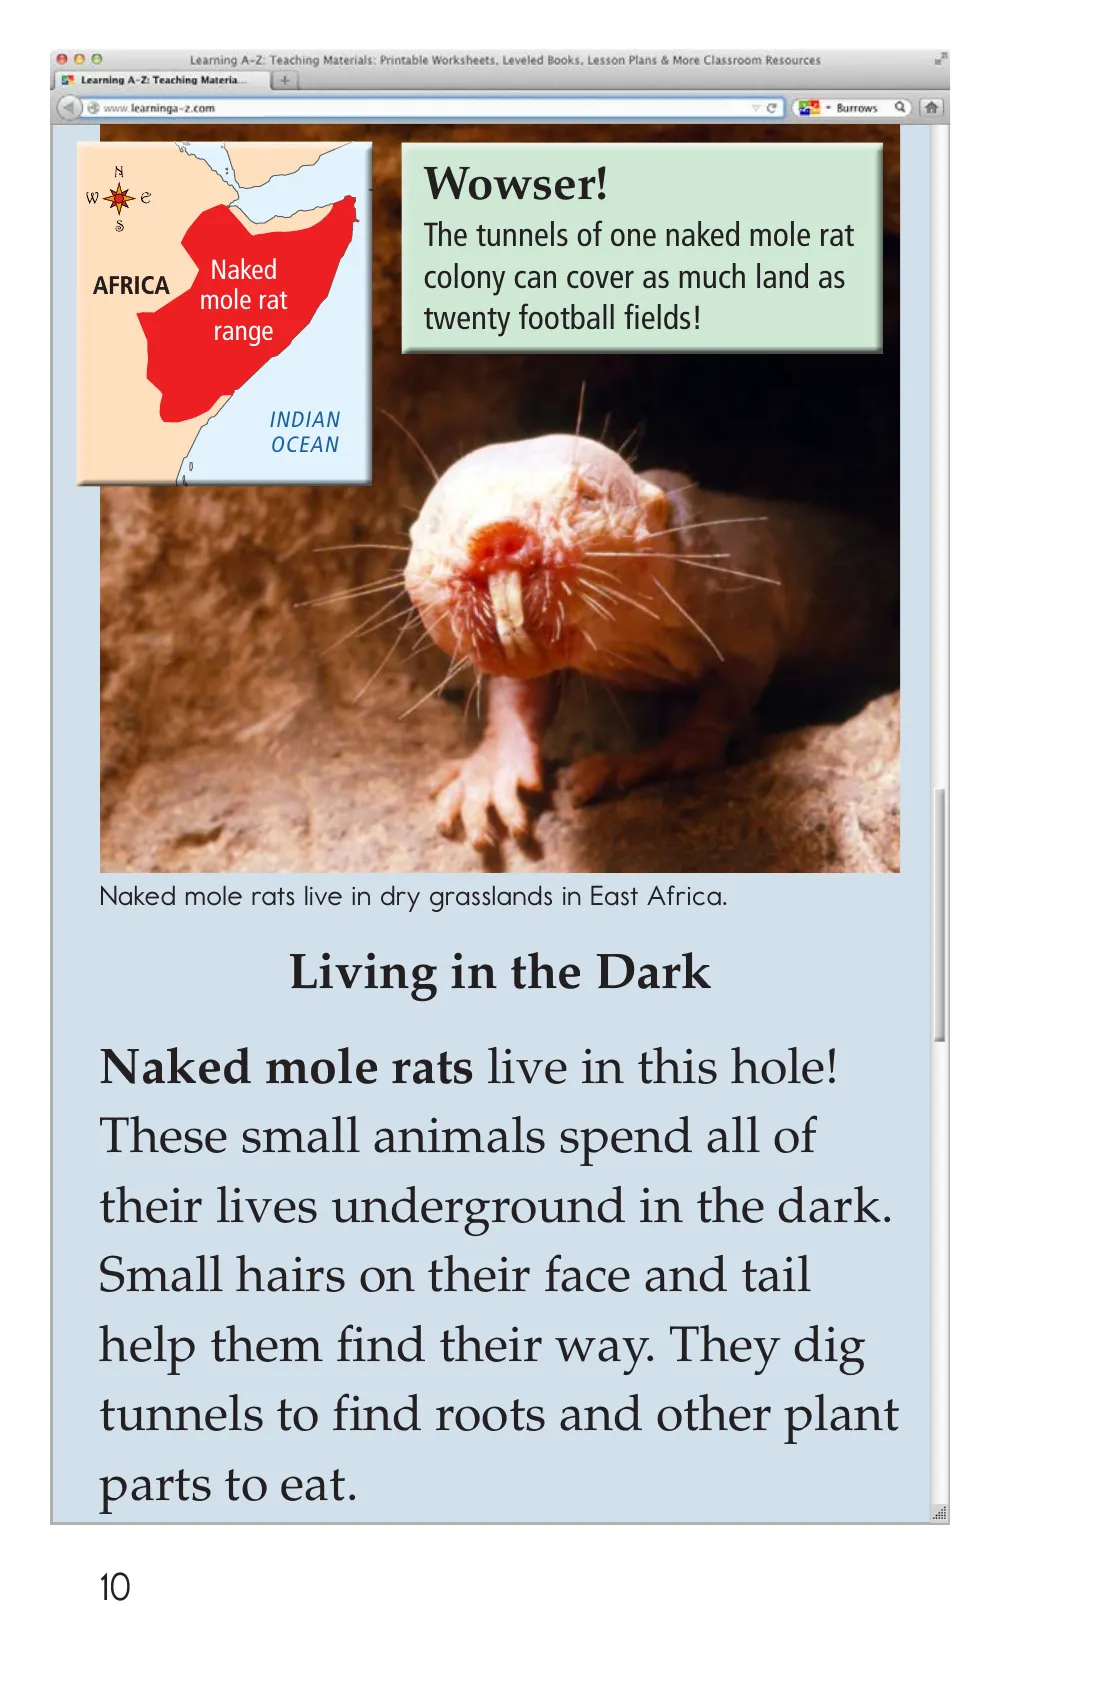 Learning A-Z: Teaching Materials: Printable Worksheets, Leveled Books, Lesson Plans & More Classroom Resources
Learning A-Z: Teaching Materia...
www.learninga-z.com
Burrows
N
W E
S
AFRICA
Naked
mole rat
range
INDIAN
OCEAN
Wowser!
The tunnels of one naked mole rat
colony can cover as much land as
twenty football fields!
Naked mole rats live in dry grasslands in East Africa.
Living in the Dark
Naked mole rats live in this hole!
These small animals spend all of
their lives underground in the dark.
Small hairs on their face and tail
help them find their way. They dig
tunnels to find roots and other plant
parts to eat.
10